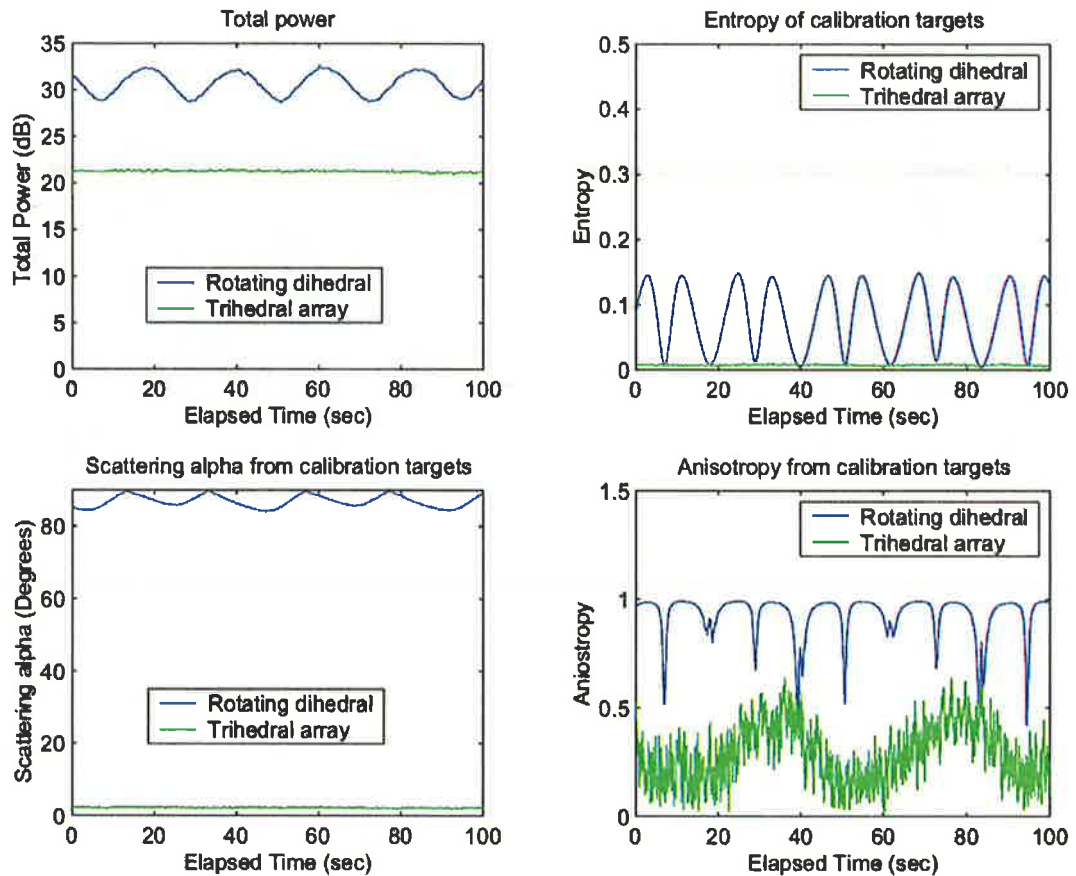 Total power
35
30
25
20
15
10
5
0
Total Power (dB)
Rotating dihedral
Trihedral array
0 20 40 60 80 100
Elapsed Time (sec)
Entropy of calibration targets
0.5
0.4
0.3
0.2
0.1
0
Entropy
Rotating dihedral
Trihedral array
0 20 40 60 80 100
Elapsed Time (sec)
Scattering alpha from calibration targets
80
60
40
20
0
Scattering alpha (Degrees)
Rotating dihedral
Trihedral array
0 20 40 60 80 100
Elapsed Time (sec)
Anisotropy from calibration targets
1.5
1
0.5
0
Aniostropy
Rotating dihedral
Trihedral array
0 20 40 60 80 100
Elapsed Time (sec)